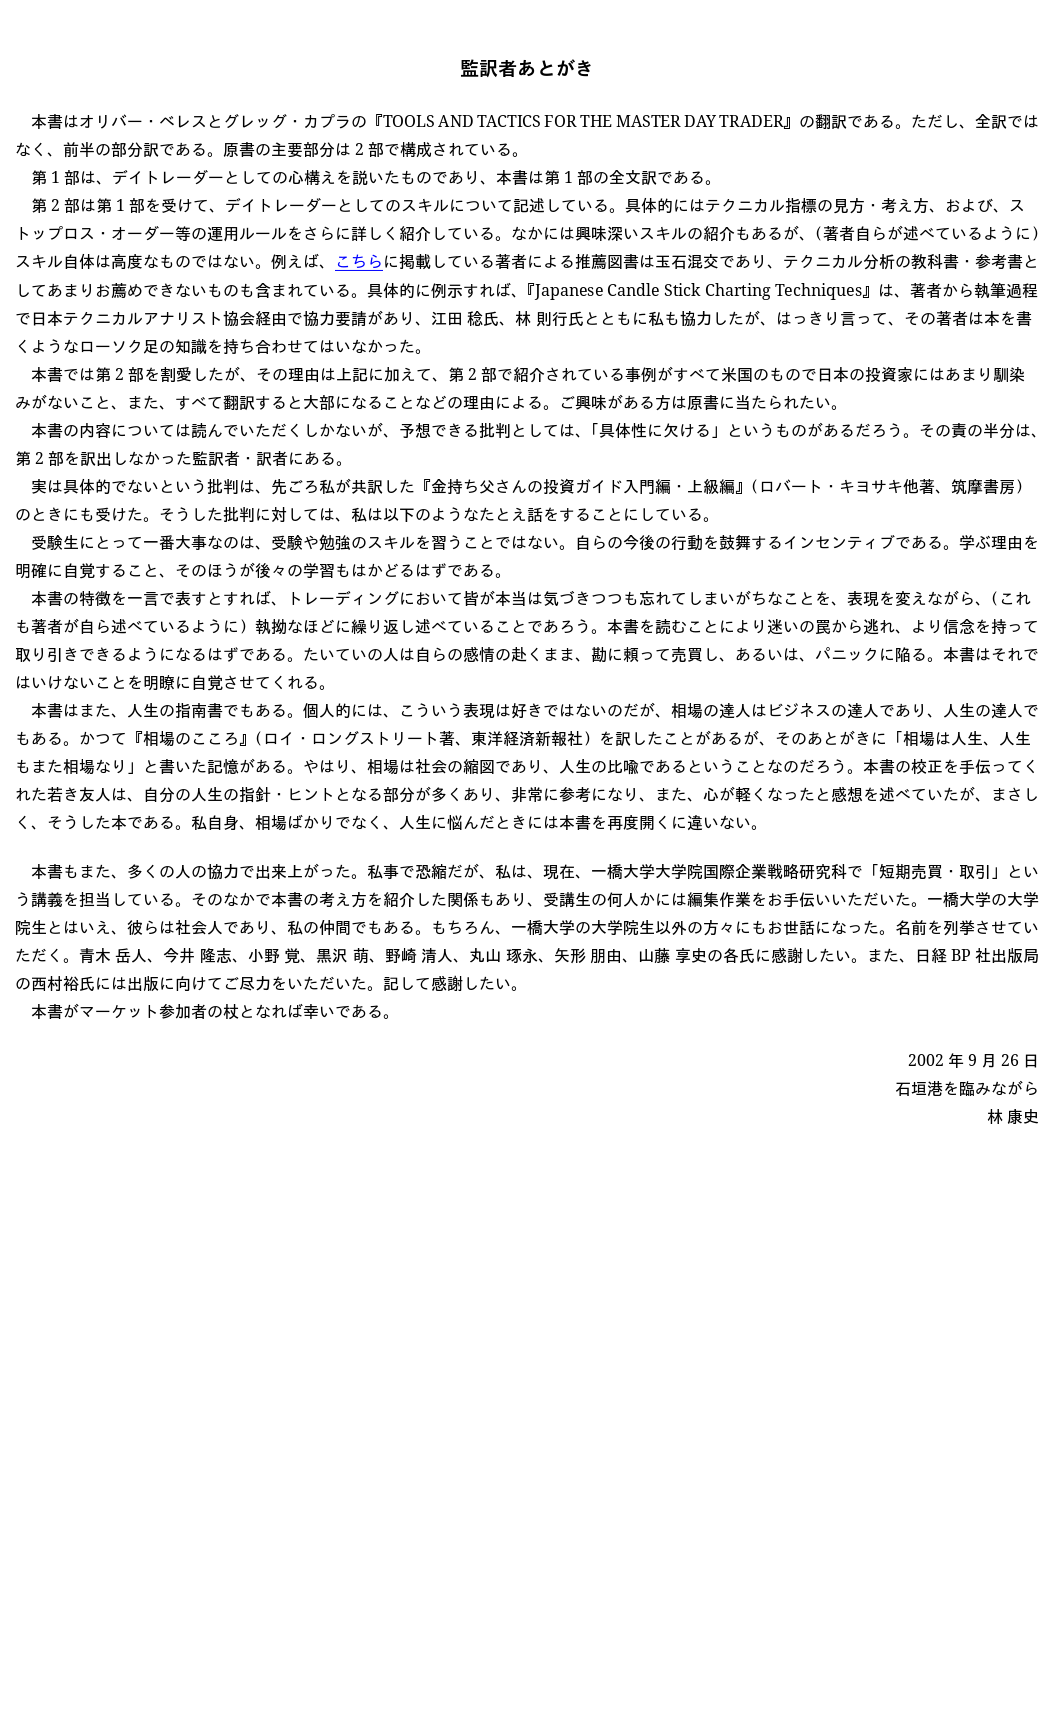 監訳者あとがき
本書はオリバー・ベレスとグレッグ・カプラの『TOOLS AND TACTICS FOR THE MASTER DAY TRADER』の翻訳である。ただし、全訳では
なく、前半の部分訳である。原書の主要部分は 2 部で構成されている。
第 1 部は、デイトレーダーとしての心構えを説いたものであり、本書は第 1 部の全文訳である。
第 2 部は第 1 部を受けて、デイトレーダーとしてのスキルについて記述している。具体的にはテクニカル指標の見方・考え方、および、ス
トップロス・オーダー等の運用ルールをさらに詳しく紹介している。なかには興味深いスキルの紹介もあるが、(著者自らが述べているように)
スキル自体は高度なものではない。例えば、こちらに掲載している著者による推薦図書は玉石混交であり、テクニカル分析の教科書・参考書と
してあまりお薦めできないものも含まれている。具体的に例示すれば、『Japanese Candle Stick Charting Techniques』は、著者から執筆過程
で日本テクニカルアナリスト協会経由で協力要請があり、江田 稔氏、林 則行氏とともに私も協力したが、はっきり言って、その著者は本を書
くようなローソク足の知識を持ち合わせてはいなかった。
本書では第 2 部を割愛したが、その理由は上記に加えて、第 2 部で紹介されている事例がすべて米国のもので日本の投資家にはあまり馴染
みがないこと、また、すべて翻訳すると大部になることなどの理由による。ご興味がある方は原書に当たられたい。
本書の内容については読んでいただくしかないが、予想できる批判としては、「具体性に欠ける」というものがあるだろう。その責の半分は、
第 2 部を訳出しなかった監訳者・訳者にある。
実は具体的でないという批判は、先ごろ私が共訳した『金持ち父さんの投資ガイド入門編・上級編』(ロバート・キヨサキ他著、筑摩書房)
のときにも受けた。そうした批判に対しては、私は以下のようなたとえ話をすることにしている。
受験生にとって一番大事なのは、受験や勉強のスキルを習うことではない。自らの今後の行動を鼓舞するインセンティブである。学ぶ理由を
明確に自覚すること、そのほうが後々の学習もはかどるはずである。
本書の特徴を一言で表すとすれば、トレーディングにおいて皆が本当は気づきつつも忘れてしまいがちなことを、表現を変えながら、(これ
も著者が自ら述べているように) 執拗なほどに繰り返し述べていることであろう。本書を読むことにより迷いの罠から逃れ、より信念を持って
取り引きできるようになるはずである。たいていの人は自らの感情の赴くまま、勘に頼って売買し、あるいは、パニックに陥る。本書はそれで
はいけないことを明瞭に自覚させてくれる。
本書はまた、人生の指南書でもある。個人的には、こういう表現は好きではないのだが、相場の達人はビジネスの達人であり、人生の達人で
もある。かつて『相場のこころ』(ロイ・ロングストリート著、東洋経済新報社) を訳したことがあるが、そのあとがきに「相場は人生、人生
もまた相場なり」と書いた記憶がある。やはり、相場は社会の縮図であり、人生の比喩であるということなのだろう。本書の校正を手伝ってく
れた若き友人は、自分の人生の指針・ヒントとなる部分が多くあり、非常に参考になり、また、心が軽くなったと感想を述べていたが、まさし
く、そうした本である。私自身、相場ばかりでなく、人生に悩んだときには本書を再度開くに違いない。
本書もまた、多くの人の協力で出来上がった。私事で恐縮だが、私は、現在、一橋大学大学院国際企業戦略研究科で「短期売買・取引」とい
う講義を担当している。そのなかで本書の考え方を紹介した関係もあり、受講生の何人かには編集作業をお手伝いいただいた。一橋大学の大学
院生とはいえ、彼らは社会人であり、私の仲間でもある。もちろん、一橋大学の大学院生以外の方々にもお世話になった。名前を列挙させてい
ただく。青木 岳人、今井 隆志、小野 覚、黒沢 萌、野崎 清人、丸山 琢永、矢形 朋由、山藤 享史の各氏に感謝したい。また、日経 BP 社出版局
の西村裕氏には出版に向けてご尽力をいただいた。記して感謝したい。
本書がマーケット参加者の杖となれば幸いである。
2002 年 9 月 26 日
石垣港を臨みながら
林 康史